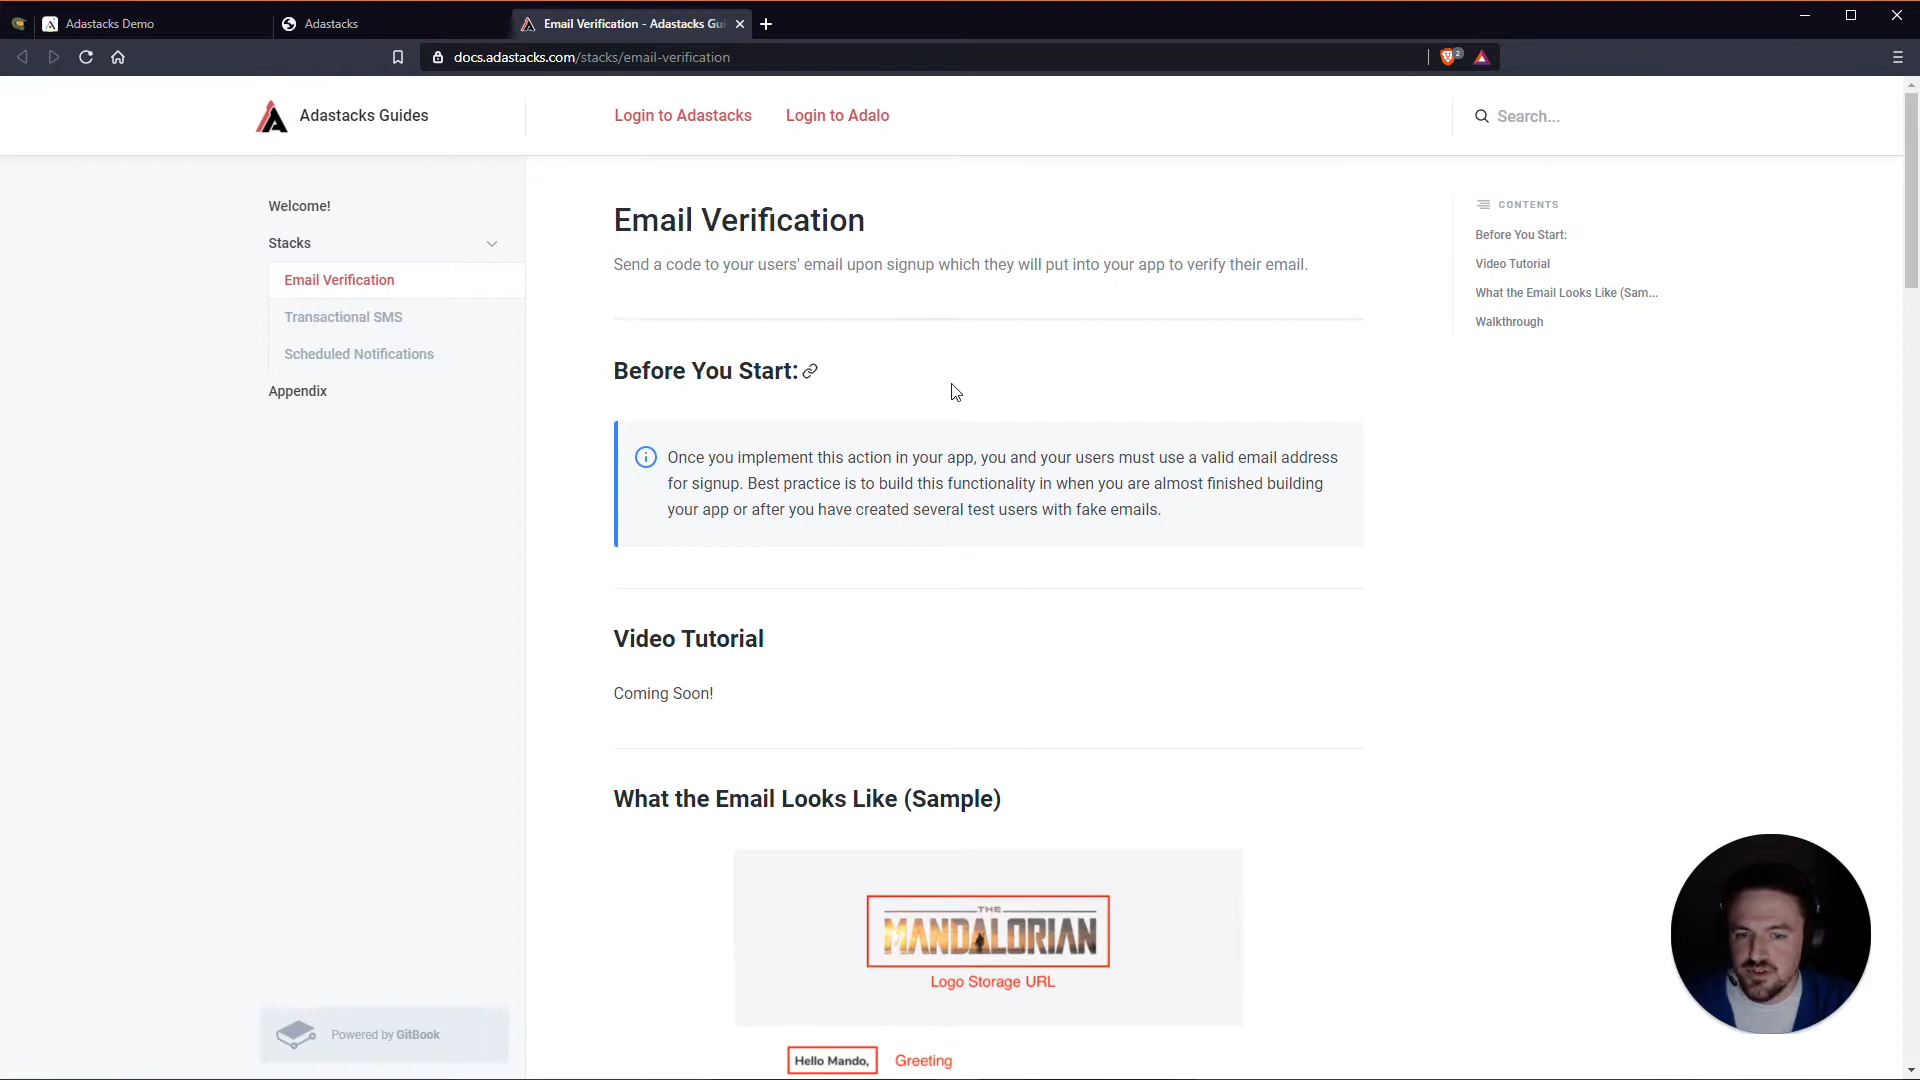 Adastacks Demo
Adastacks
Email Verification - Adastacks Gui
docs.adastacks.com/stacks/email-verification
2
Adastacks Guides
Login to Adastacks
Login to Adalo
Search...
Welcome!
Stacks
Email Verification
Transactional SMS
Scheduled Notifications
Appendix
Powered by GitBook
Email Verification
Send a code to your users' email upon signup which they will put into your app to verify their email.
Before You Start:
Once you implement this action in your app, you and your users must use a valid email address
for signup. Best practice is to build this functionality in when you are almost finished building
your app or after you have created several test users with fake emails.
Video Tutorial
Coming Soon!
What the Email Looks Like (Sample)
THE
MANDALORIAN
Logo Storage URL
Hello Mando,
Greeting
CONTENTS
Before You Start:
Video Tutorial
What the Email Looks Like (Sam...
Walkthrough